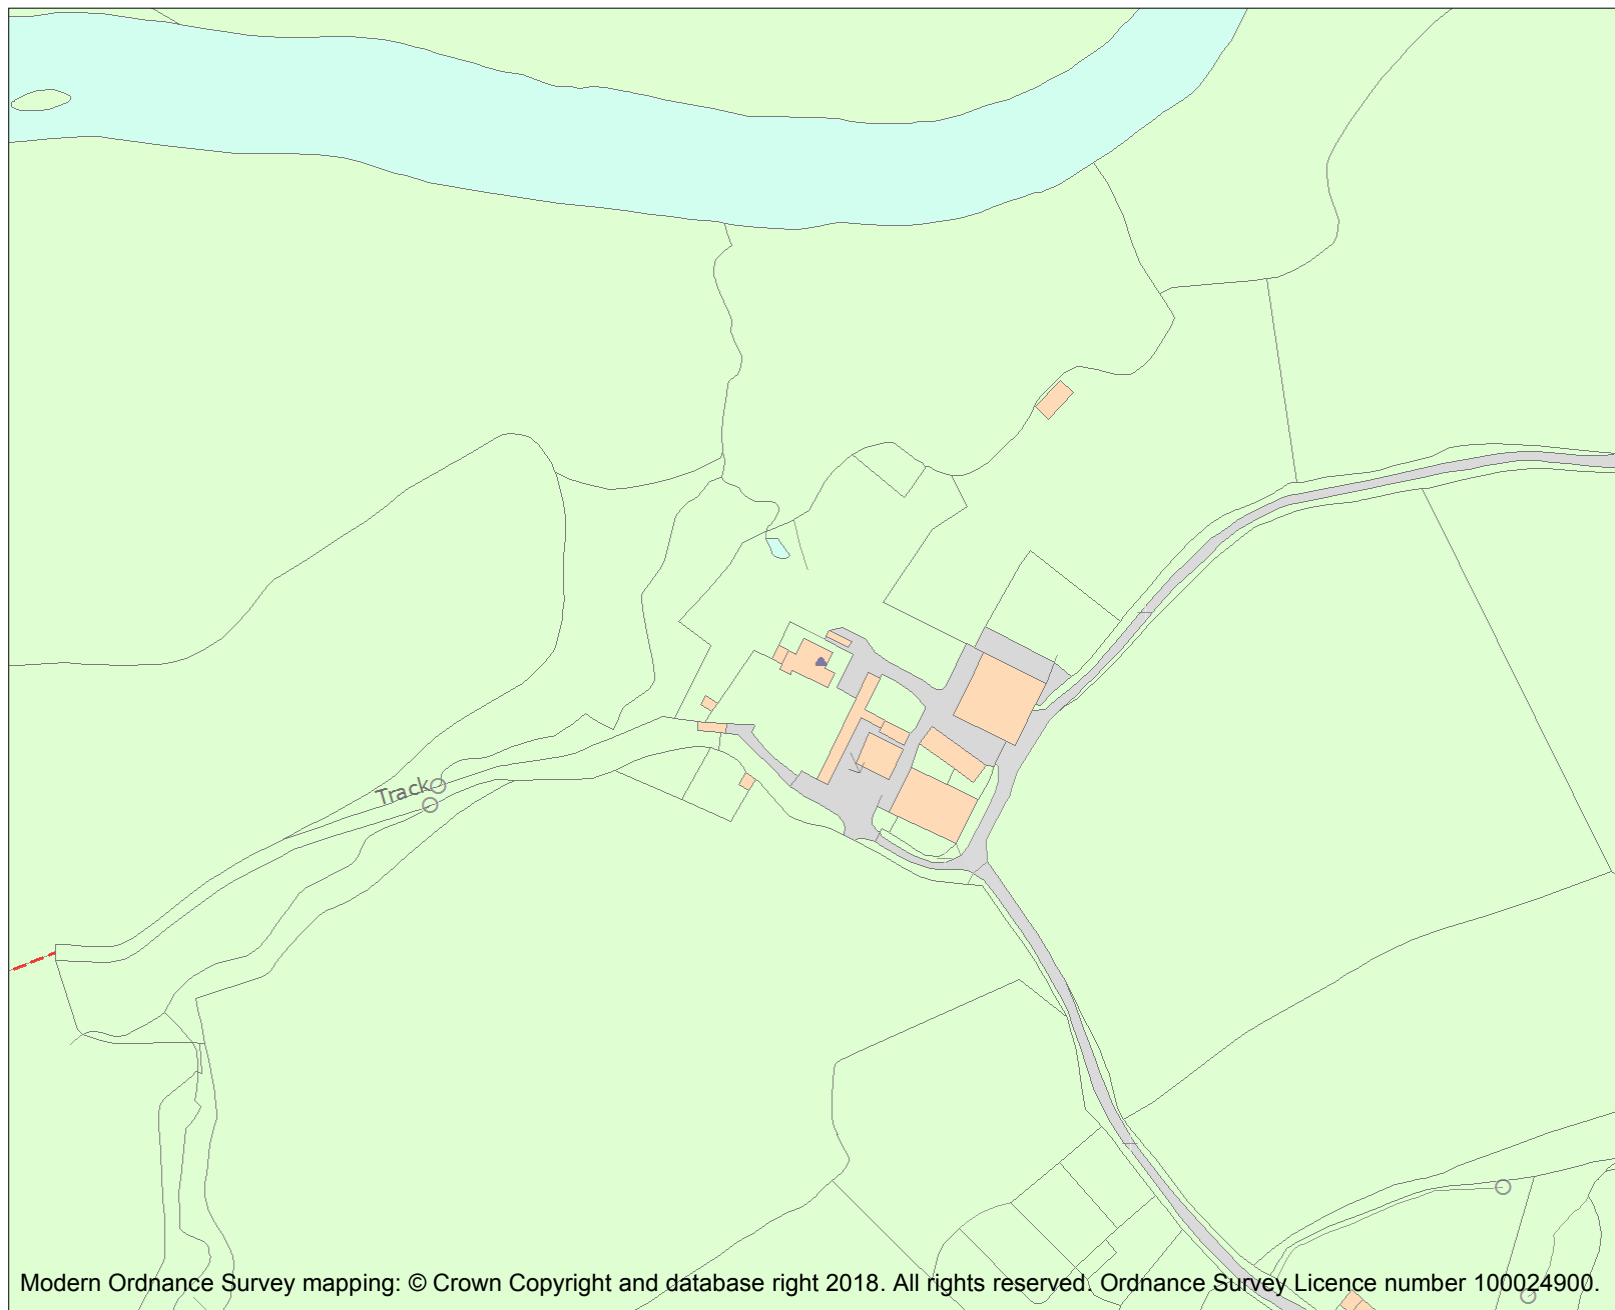 Track
Modern Ordnance Survey mapping: © Crown Copyright and database right 2018. All rights reserved. Ordnance Survey Licence number 100024900.